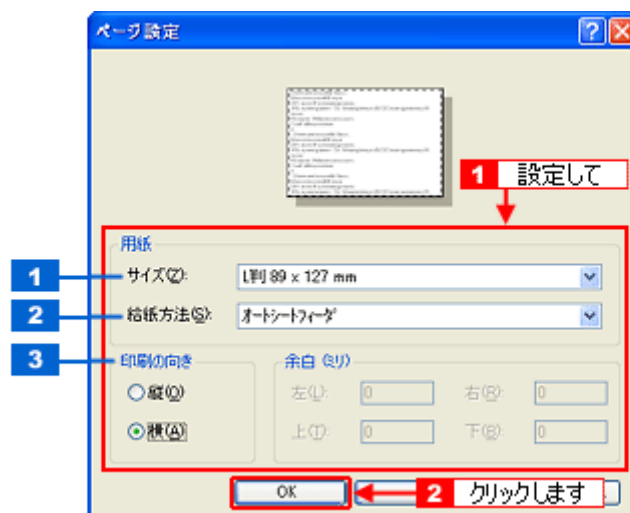 ページ設定
1 設定して
用紙
1 サイズ(Z): L判 89 x 127 mm
2 給紙方法(S): オートシートフィーダ
3 印刷の向き 余白 (ミリ)
縦(O) 左(L): 0 右(R): 0
横(A) 上(T): 0 下(B): 0
OK 2 クリックします